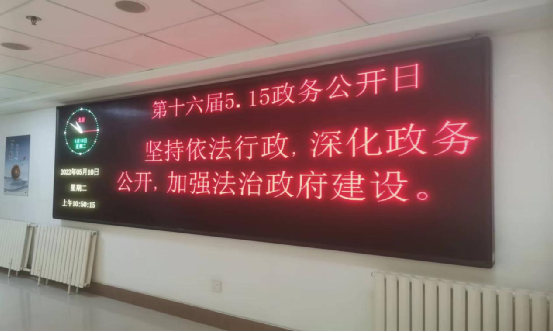 第十六届5.15政务公开日
坚持依法行政,深化政务
公开,加强法治政府建设。
2022年05月10日
星期二
上午10:50:15